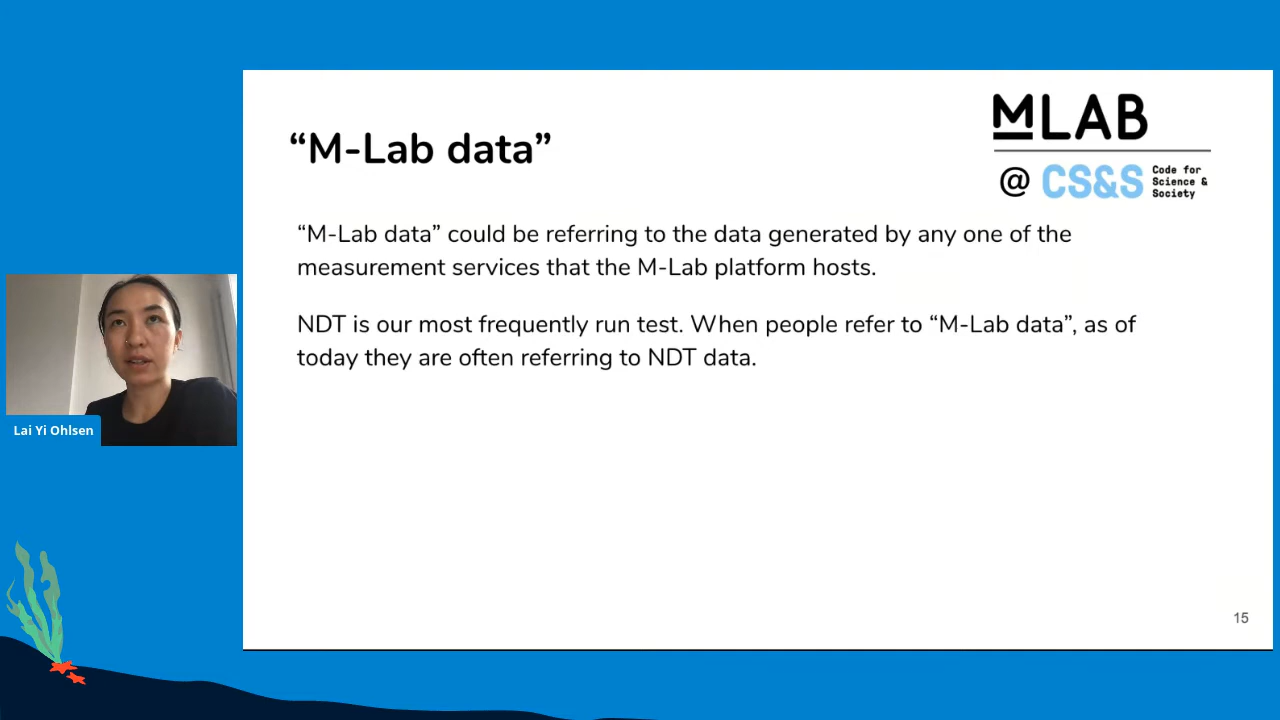 MLAB
“M-Lab data”
@ CS&S Code for
Science &
Society
“M-Lab data” could be referring to the data generated by any one of the
measurement services that the M-Lab platform hosts.
NDT is our most frequently run test. When people refer to “M-Lab data”, as of
today they are often referring to NDT data.
Lai Yi Ohlsen
15